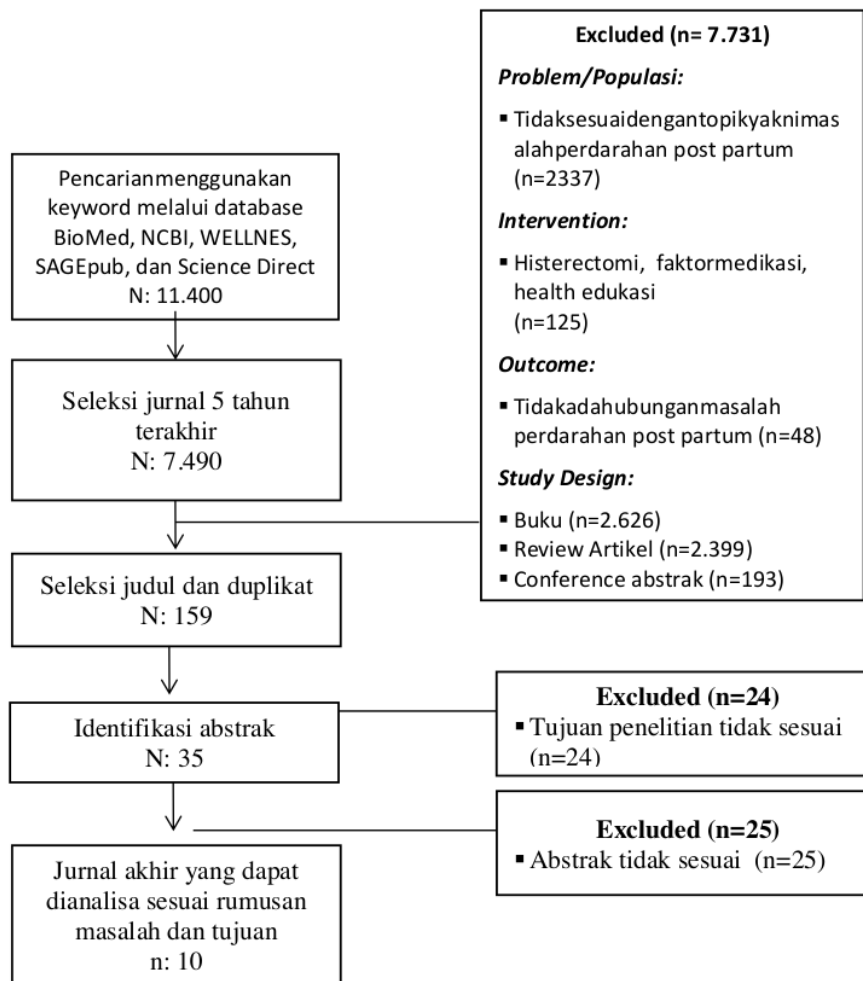 Pencarianmenggunakan
keyword melalui database
BioMed, NCBI, WELLNES,
SAGEpub, dan Science Direct
N: 11.400
Seleksi jurnal 5 tahun
terakhir
N: 7.490
Seleksi judul dan duplikat
N: 159
Identifikasi abstrak
N: 35
Jurnal akhir yang dapat
dianalisa sesuai rumusan
masalah dan tujuan
n: 10
Excluded (n= 7.731)
Problem/Populasi:
▪ Tidaksesuaidengantopikyaknimas
alahperdarahan post partum
(n=2337)
Intervention:
▪ Histerectomi, faktormedikasi,
health edukasi
(n=125)
Outcome:
▪ Tidakadahubunganmasalah
perdarahan post partum (n=48)
Study Design:
▪ Buku (n=2.626)
▪ Review Artikel (n=2.399)
▪ Conference abstrak (n=193)
Excluded (n=24)
▪ Tujuan penelitian tidak sesuai
(n=24)
Excluded (n=25)
▪ Abstrak tidak sesuai (n=25)